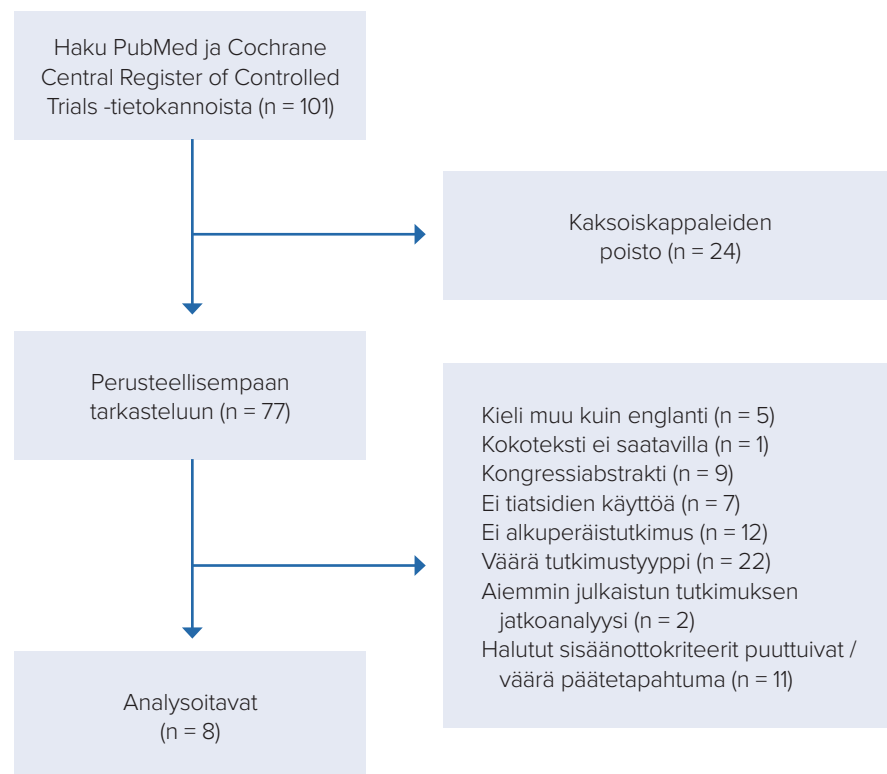 Haku PubMed ja Cochrane
Central Register of Controlled
Trials -tietokannoista (n = 101)
Kaksoiskappaleiden
poisto (n = 24)
Perusteellisempaan
tarkasteluun (n = 77)
Kieli muu kuin englanti (n = 5)
Kokoteksti ei saatavilla (n = 1)
Kongressiabstrakti (n = 9)
Ei tiatsidien käyttöä (n = 7)
Ei alkuperäistutkimus (n = 12)
Väärä tutkimustyyppi (n = 22)
Aiemmin julkaistun tutkimuksen
jatkoanalyysi (n = 2)
Halutut sisäänottokriteerit puuttuivat /
väärä päätetapahtuma (n = 11)
Analysoitavat
(n = 8)